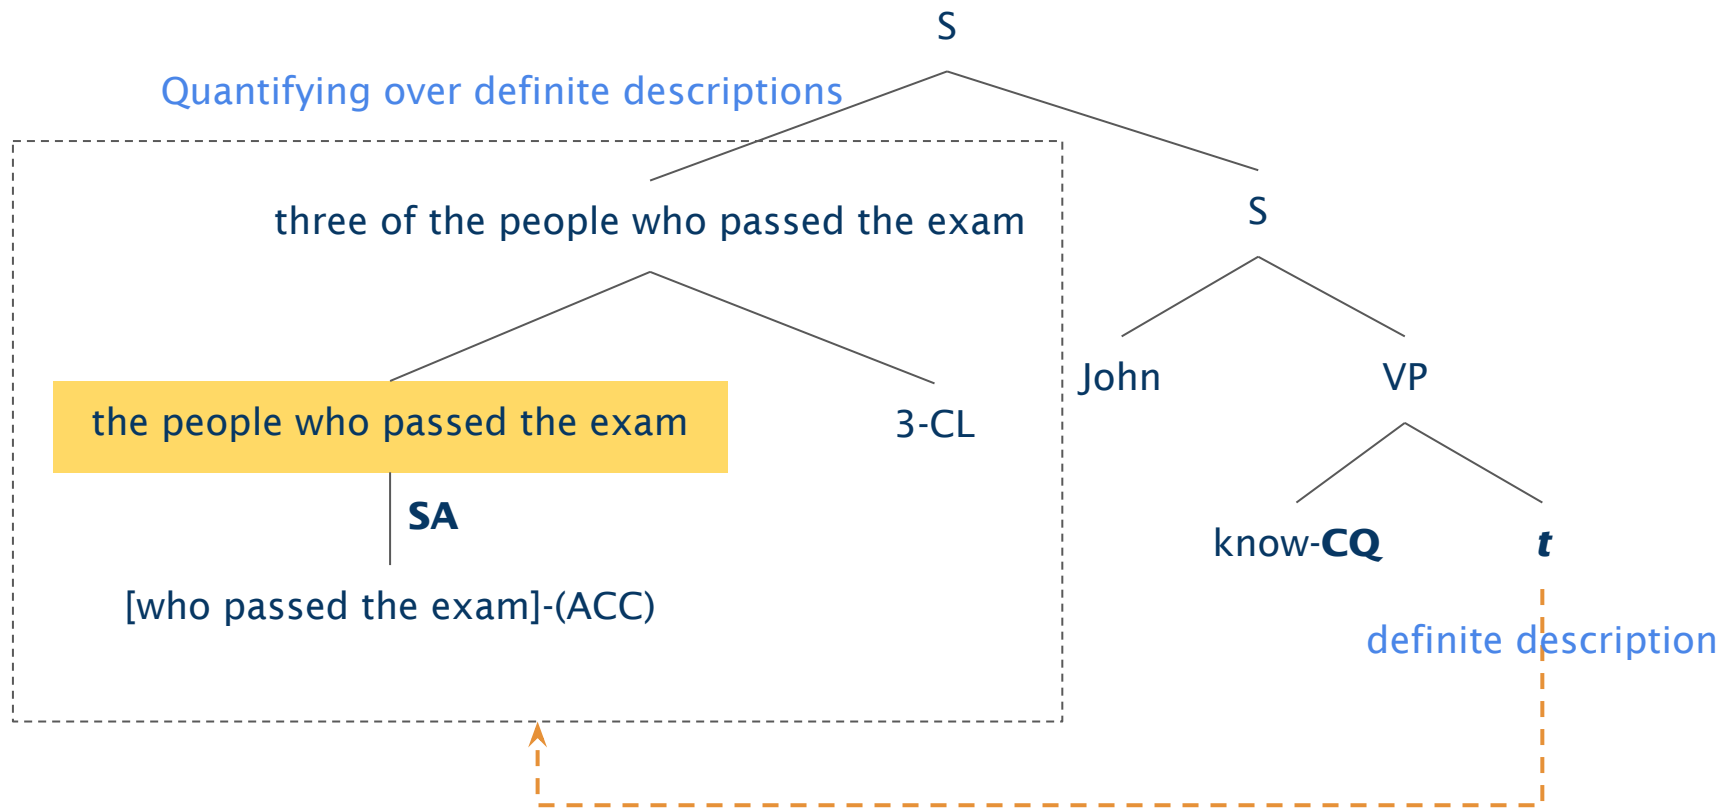 S
Quantifying over definite descriptions
three of the people who passed the exam
S
the people who passed the exam
3-CL
John
VP
SA
know-CQ
t
[who passed the exam]-(ACC)
definite description